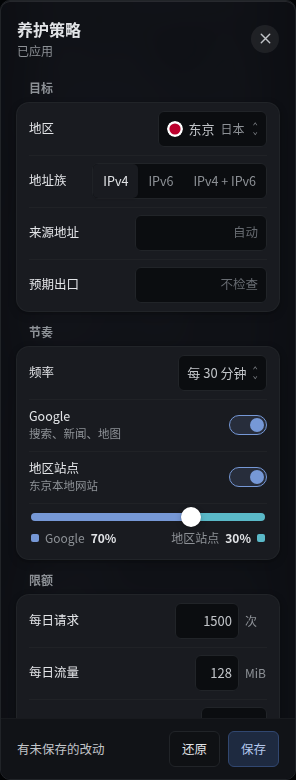 养护策略
已应用
目标
地区 东京 日本
地址族 IPv4 IPv6 IPv4 + IPv6
来源地址 自动
预期出口 不检查
节奏
频率 每 30 分钟
Google
搜索、新闻、地图
地区站点
东京本地网站
Google 70% 地区站点 30%
限额
每日请求 1500 次
每日流量 128 MiB
有未保存的改动 还原 保存